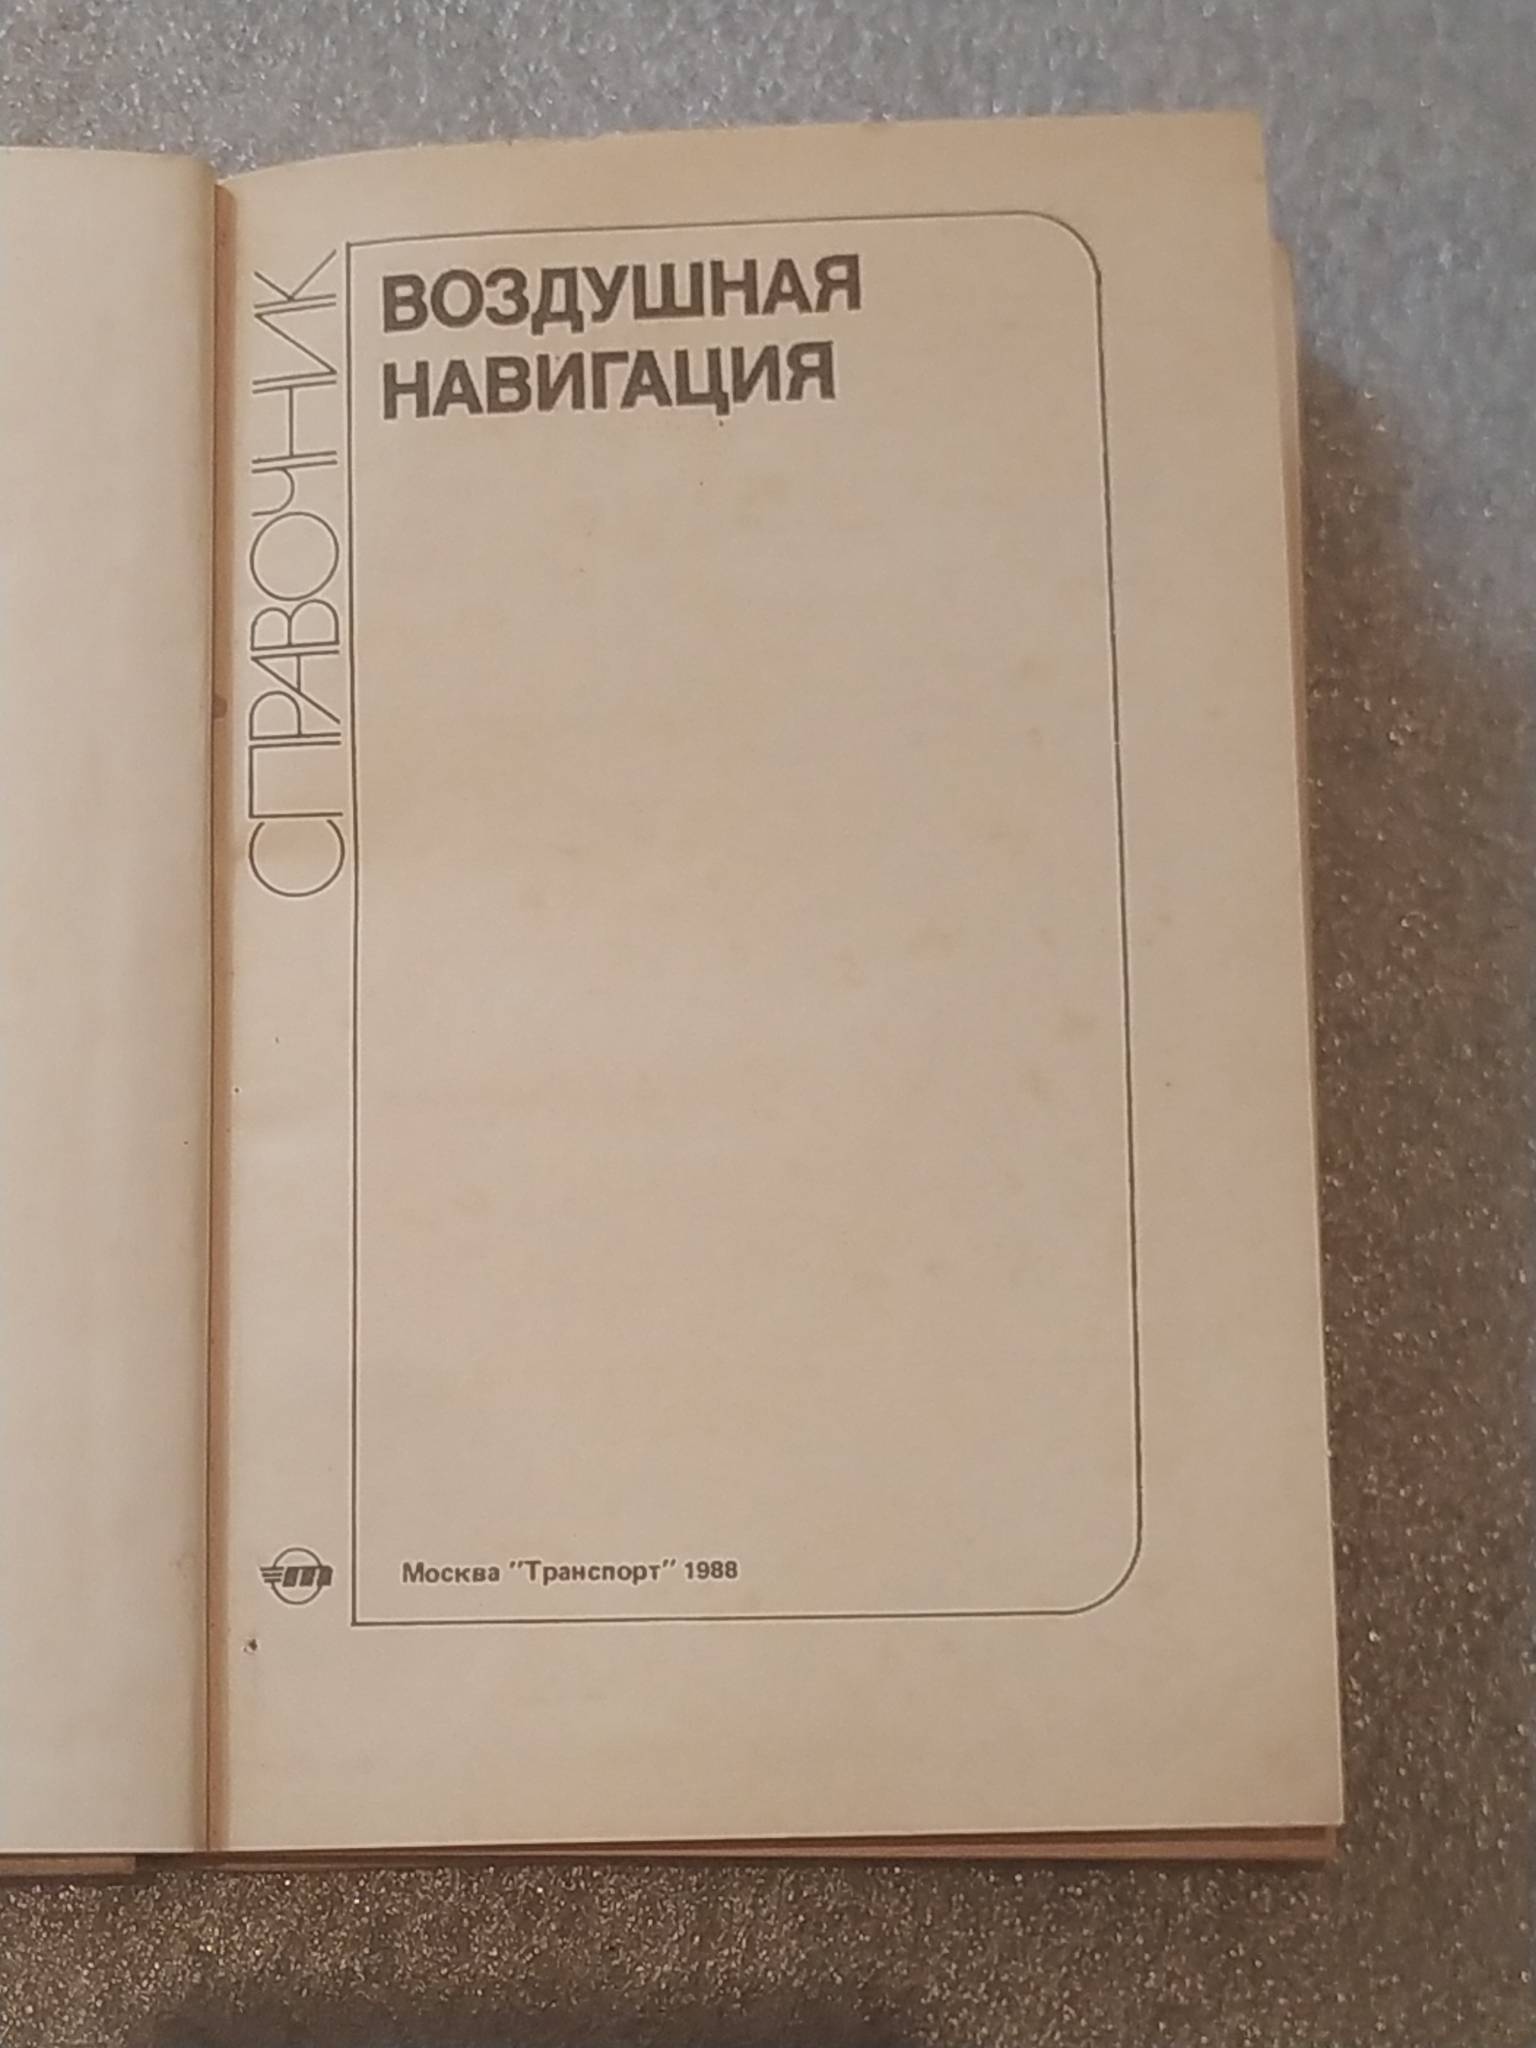 СПРАВОЧНИК
ВОЗДУШНАЯ
НАВИГАЦИЯ
Москва "Транспорт" 1988